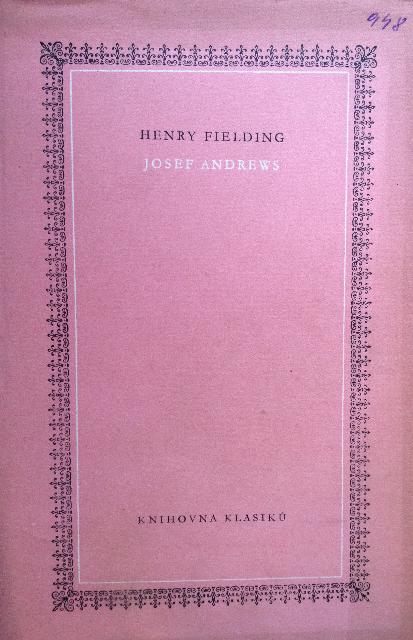 948
HENRY FIELDING
JOSEF ANDREWS
KNIHOVNA KLASIKŮ